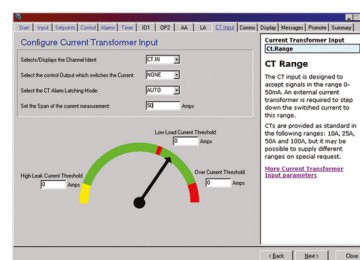 Start Input Setpoints Control Alarms Timer IO1 OP2 AA LA CT Input Comms Display Messages Promote Summary
Configure Current Transformer Input
Selects/Displays the Channel Ident: CT.IN
Select the control Output which switches the Current: NONE
Select the CT Alarm Latching Mode: AUTO
Set the Span of the current measurement: 50 Amps
Low Load Current Threshold
0 Amps
High Leak Current Threshold
0 Amps
Over Current Threshold
0 Amps
Current Transformer Input
Ct.Range
CT Range
The CT input is designed to
accept signals in the range 0-
50mA. An external current
transformer is required to step
down the switched current to
this range.
CTs are provided as standard in
the following ranges: 10A, 25A,
50A and 100A, but it may be
possible to supply different
ranges on special request.
More Current Transformer
Input parameters
< Back Next > Close